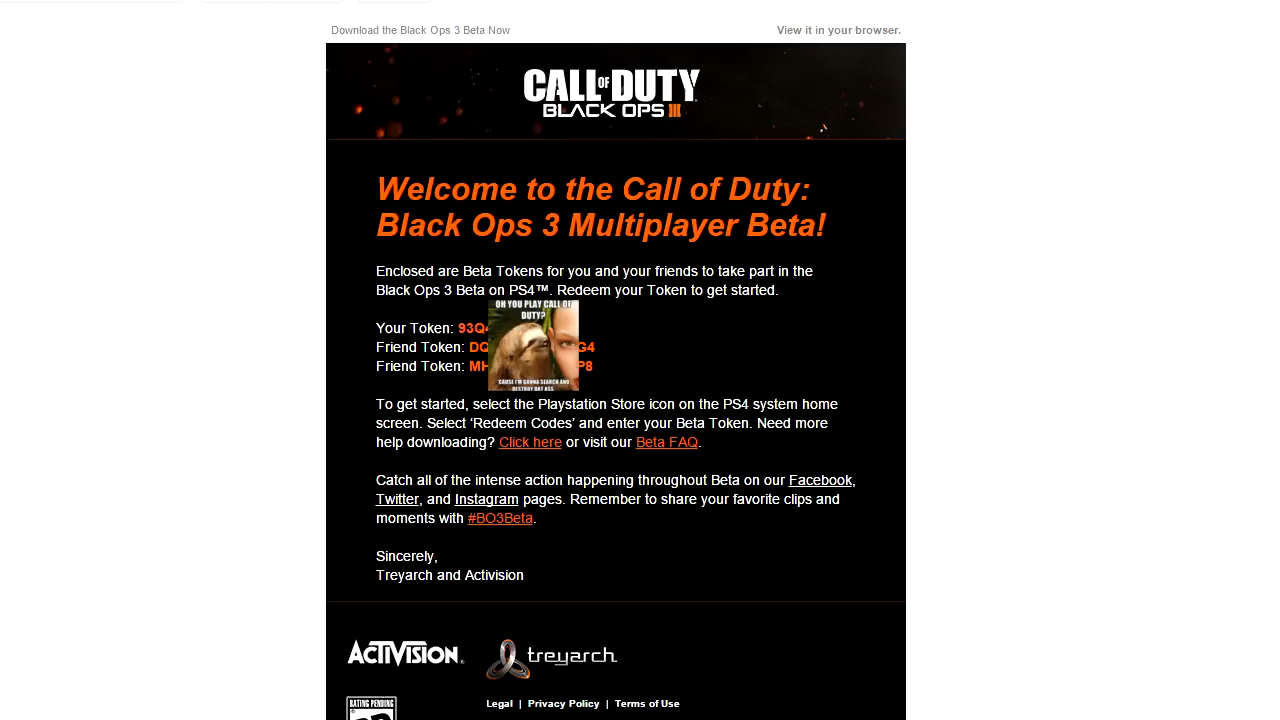 Download the Black Ops 3 Beta Now
View it in your browser.
CALL OF DUTY
BLACK OPS III
Welcome to the Call of Duty:
Black Ops 3 Multiplayer Beta!
Enclosed are Beta Tokens for you and your friends to take part in the
Black Ops 3 Beta on PS4™. Redeem your Token to get started.
OH YOU PLAY CALL OF
DUTY?
Your Token: 93Q4
Friend Token: DQ G4
Friend Token: MH P8
'CAUSE I'M GONNA SEARCH AND
DESTROY DAT ASS.
To get started, select the Playstation Store icon on the PS4 system home
screen. Select ‘Redeem Codes’ and enter your Beta Token. Need more
help downloading? Click here or visit our Beta FAQ.
Catch all of the intense action happening throughout Beta on our Facebook,
Twitter, and Instagram pages. Remember to share your favorite clips and
moments with #BO3Beta.
Sincerely,
Treyarch and Activision
ACTIVISION®
treyarch
RATING PENDING
Legal | Privacy Policy | Terms of Use